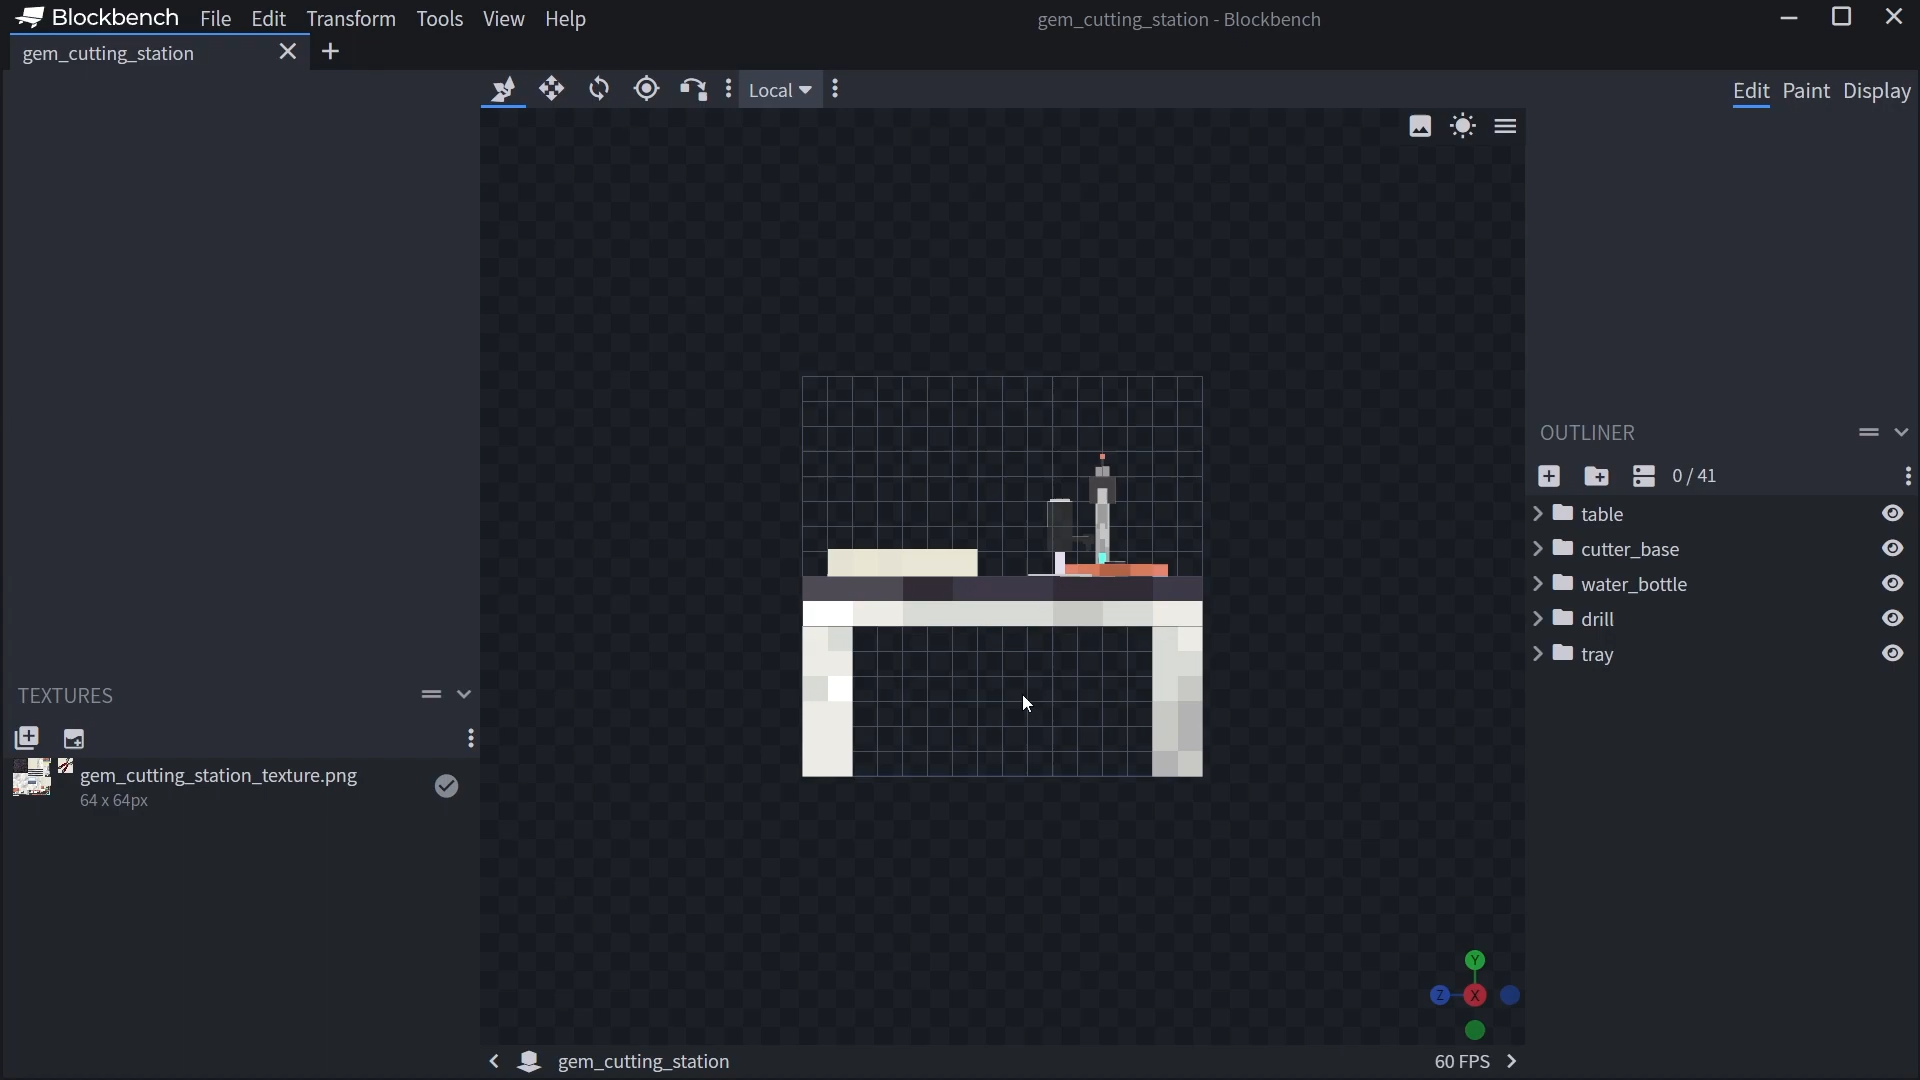 Blockbench File Edit Transform Tools View Help
gem_cutting_station - Blockbench
gem_cutting_station
Local
Edit Paint Display
OUTLINER
0 / 41
table
cutter_base
water_bottle
drill
tray
TEXTURES
gem_cutting_station_texture.png
64 x 64px
Y
Z
X
gem_cutting_station
60 FPS